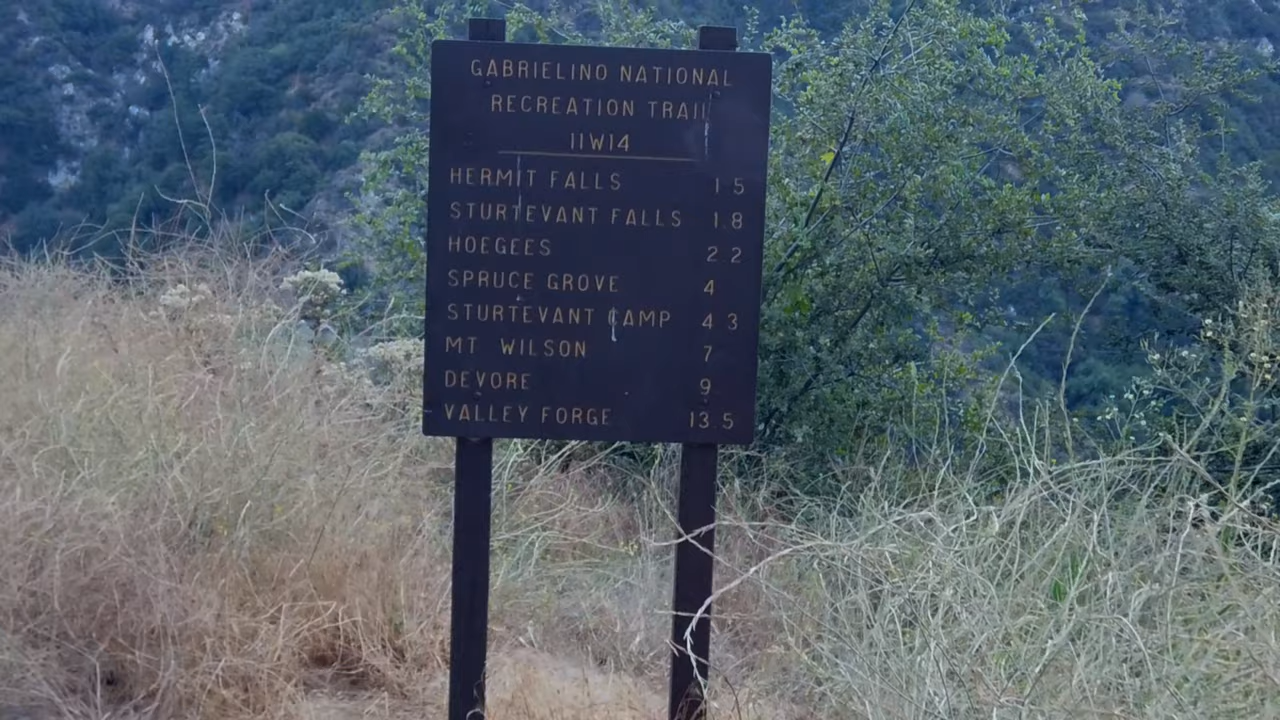 GABRIELINO NATIONAL
RECREATION TRAIL
11W14
HERMIT FALLS 1.5
STURTEVANT FALLS 1.8
HOEGEES 2.2
SPRUCE GROVE 4
STURTEVANT CAMP 4.3
MT WILSON 7
DEVORE 9
VALLEY FORGE 13.5